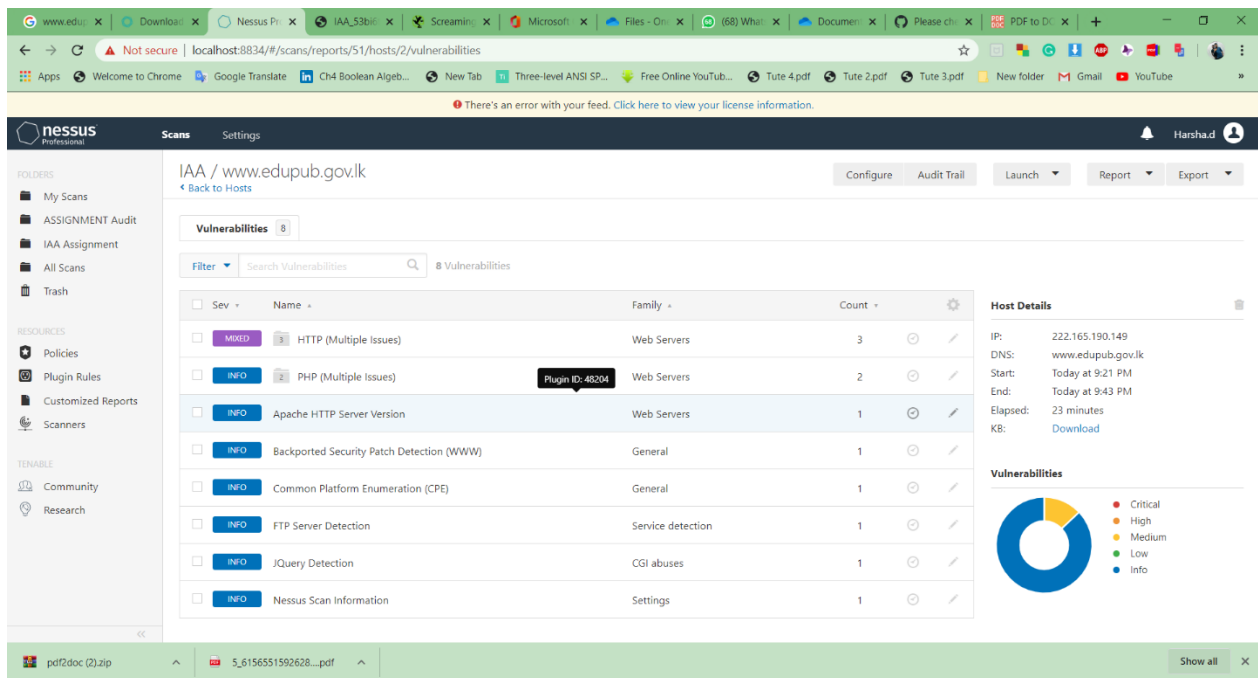 www.edup
Download
Nessus Pro
IAA_53bi6
Screaming
Microsoft
Files - One
(68) What
Document
Please che
PDF to DO
Not secure | localhost:8834/#/scans/reports/51/hosts/2/vulnerabilities
Apps Welcome to Chrome Google Translate Ch4 Boolean Algeb... New Tab Three-level ANSI SP... Free Online YouTub... Tute 4.pdf Tute 2.pdf Tute 3.pdf New folder Gmail YouTube »
There's an error with your feed. Click here to view your license information.
nessus
Professional
Scans Settings
Harsha.d
FOLDERS
My Scans
ASSIGNMENT Audit
IAA Assignment
All Scans
Trash
RESOURCES
Policies
Plugin Rules
Customized Reports
Scanners
TENABLE
Community
Research
IAA / www.edupub.gov.lk
Back to Hosts
Configure Audit Trail Launch Report Export
Vulnerabilities 8
Filter Search Vulnerabilities 8 Vulnerabilities
Sev Name Family Count
MIXED 3 HTTP (Multiple Issues) Web Servers 3
INFO 2 PHP (Multiple Issues) Web Servers 2
Plugin ID: 48204
INFO Apache HTTP Server Version Web Servers 1
INFO Backported Security Patch Detection (WWW) General 1
INFO Common Platform Enumeration (CPE) General 1
INFO FTP Server Detection Service detection 1
INFO JQuery Detection CGI abuses 1
INFO Nessus Scan Information Settings 1
Host Details
IP: 222.165.190.149
DNS: www.edupub.gov.lk
Start: Today at 9:21 PM
End: Today at 9:43 PM
Elapsed: 23 minutes
KB: Download
Vulnerabilities
Critical
High
Medium
Low
Info
pdf2doc (2).zip
5_6156551592628....pdf
Show all